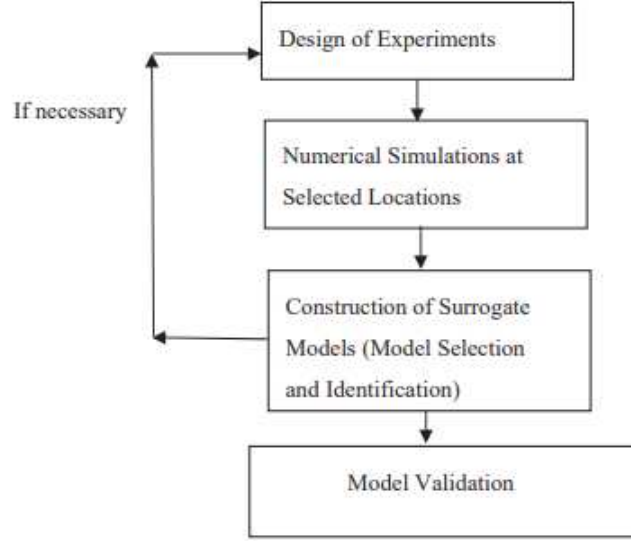 Design of Experiments
If necessary
Numerical Simulations at
Selected Locations
Construction of Surrogate
Models (Model Selection
and Identification)
Model Validation